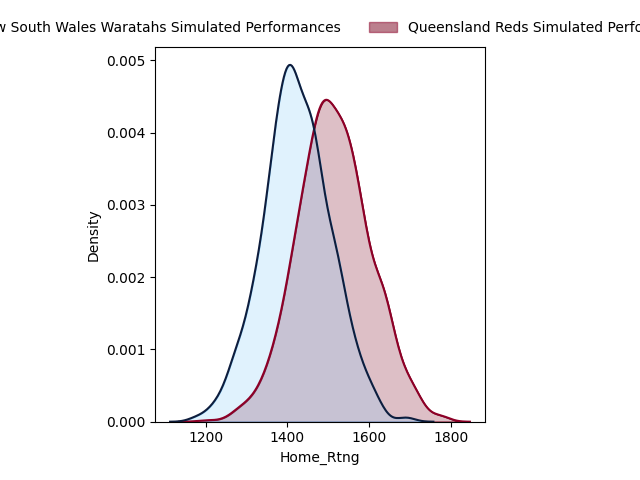 South Wales Waratahs Simulated Performances
Queensland Reds Simulated
0.005
0.004
0.003
0.002
0.001
0.000
Density
1200 1400 1600 1800
Home_Rtng